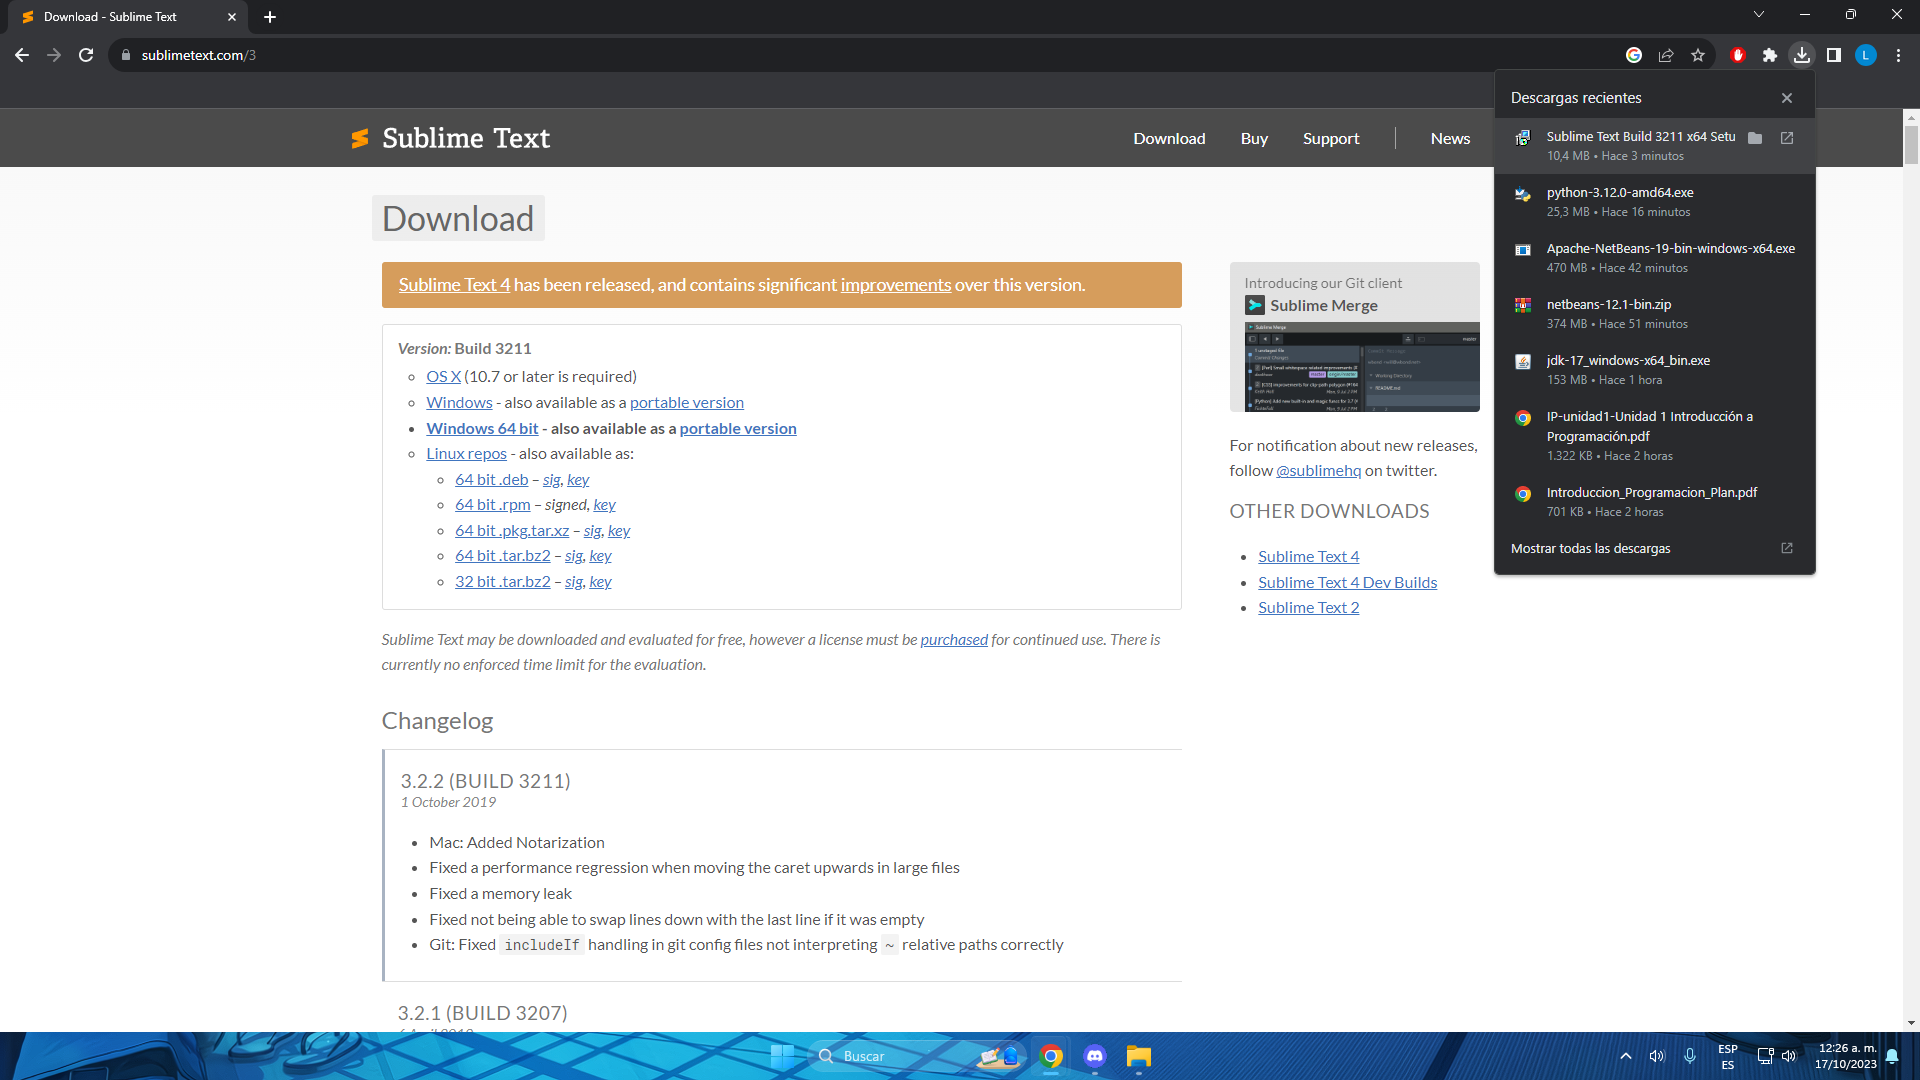 Download - Sublime Text
sublimetext.com/3
L
Sublime Text
Download
Buy
Support
News
Descargas recientes
Sublime Text Build 3211 x64 Setu
10,4 MB • Hace 3 minutos
python-3.12.0-amd64.exe
25,3 MB • Hace 16 minutos
Apache-NetBeans-19-bin-windows-x64.exe
470 MB • Hace 42 minutos
netbeans-12.1-bin.zip
374 MB • Hace 51 minutos
jdk-17_windows-x64_bin.exe
153 MB • Hace 1 hora
IP-unidad1-Unidad 1 Introducción a
Programación.pdf
1.322 KB • Hace 2 horas
Introduccion_Programacion_Plan.pdf
701 KB • Hace 2 horas
Mostrar todas las descargas
Download
Sublime Text 4 has been released, and contains significant improvements over this version.
Version: Build 3211
OS X (10.7 or later is required)
Windows - also available as a portable version
Windows 64 bit - also available as a portable version
Linux repos - also available as:
64 bit .deb – sig, key
64 bit .rpm – signed, key
64 bit .pkg.tar.xz – sig, key
64 bit .tar.bz2 – sig, key
32 bit .tar.bz2 – sig, key
Sublime Text may be downloaded and evaluated for free, however a license must be purchased for continued use. There is
currently no enforced time limit for the evaluation.
Introducing our Git client
Sublime Merge
Sublime Merge
For notification about new releases,
follow @sublimehq on twitter.
OTHER DOWNLOADS
Sublime Text 4
Sublime Text 4 Dev Builds
Sublime Text 2
Changelog
3.2.2 (BUILD 3211)
1 October 2019
Mac: Added Notarization
Fixed a performance regression when moving the caret upwards in large files
Fixed a memory leak
Fixed not being able to swap lines down with the last line if it was empty
Git: Fixed includeIf handling in git config files not interpreting ~ relative paths correctly
3.2.1 (BUILD 3207)
Buscar
ESP
ES
12:26 a. m.
17/10/2023